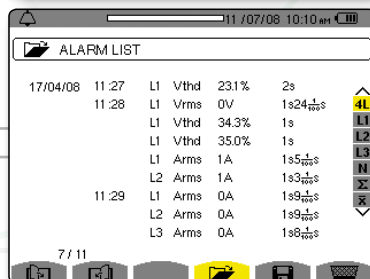 11/07/08 10:10 AM
ALARM LIST
17/04/08 11:27 L1 Vthd 23.1% 2s
11:28 L1 Vrms 0V 1s24 1/100 s
L1 Vthd 34.3% 1s
L1 Vthd 35.0% 1s
L1 Arms 1A 1s5 1/100 s
L2 Arms 1A 1s3 1/100 s
11:29 L1 Arms 0A 1s9 1/100 s
L2 Arms 0A 1s9 1/100 s
L3 Arms 0A 1s8 1/100 s
4L
L1
L2
L3
N
Σ
x̄
7/11